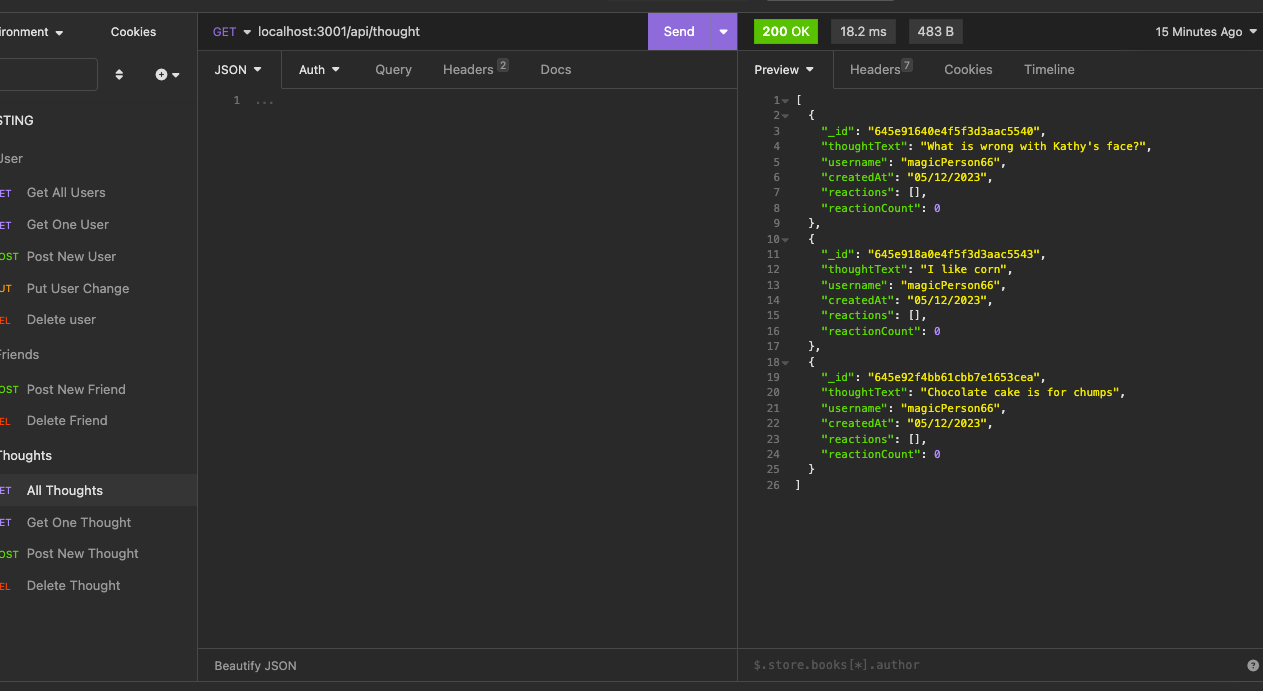 ironment Cookies
STING
User
ET Get All Users
ET Get One User
OST Post New User
UT Put User Change
EL Delete user
Friends
OST Post New Friend
EL Delete Friend
Thoughts
ET All Thoughts
ET Get One Thought
OST Post New Thought
EL Delete Thought
GET localhost:3001/api/thought Send
JSON Auth Query Headers 2 Docs
1 ...
Beautify JSON
200 OK 18.2 ms 483 B 15 Minutes Ago
Preview Headers 7 Cookies Timeline
1 [
2 {
3 "_id": "645e91640e4f5f3d3aac5540",
4 "thoughtText": "What is wrong with Kathy's face?",
5 "username": "magicPerson66",
6 "createdAt": "05/12/2023",
7 "reactions": [],
8 "reactionCount": 0
9 },
10 {
11 "_id": "645e918a0e4f5f3d3aac5543",
12 "thoughtText": "I like corn",
13 "username": "magicPerson66",
14 "createdAt": "05/12/2023",
15 "reactions": [],
16 "reactionCount": 0
17 },
18 {
19 "_id": "645e92f4bb61cbb7e1653cea",
20 "thoughtText": "Chocolate cake is for chumps",
21 "username": "magicPerson66",
22 "createdAt": "05/12/2023",
23 "reactions": [],
24 "reactionCount": 0
25 }
26 ]
$.store.books[*].author ?